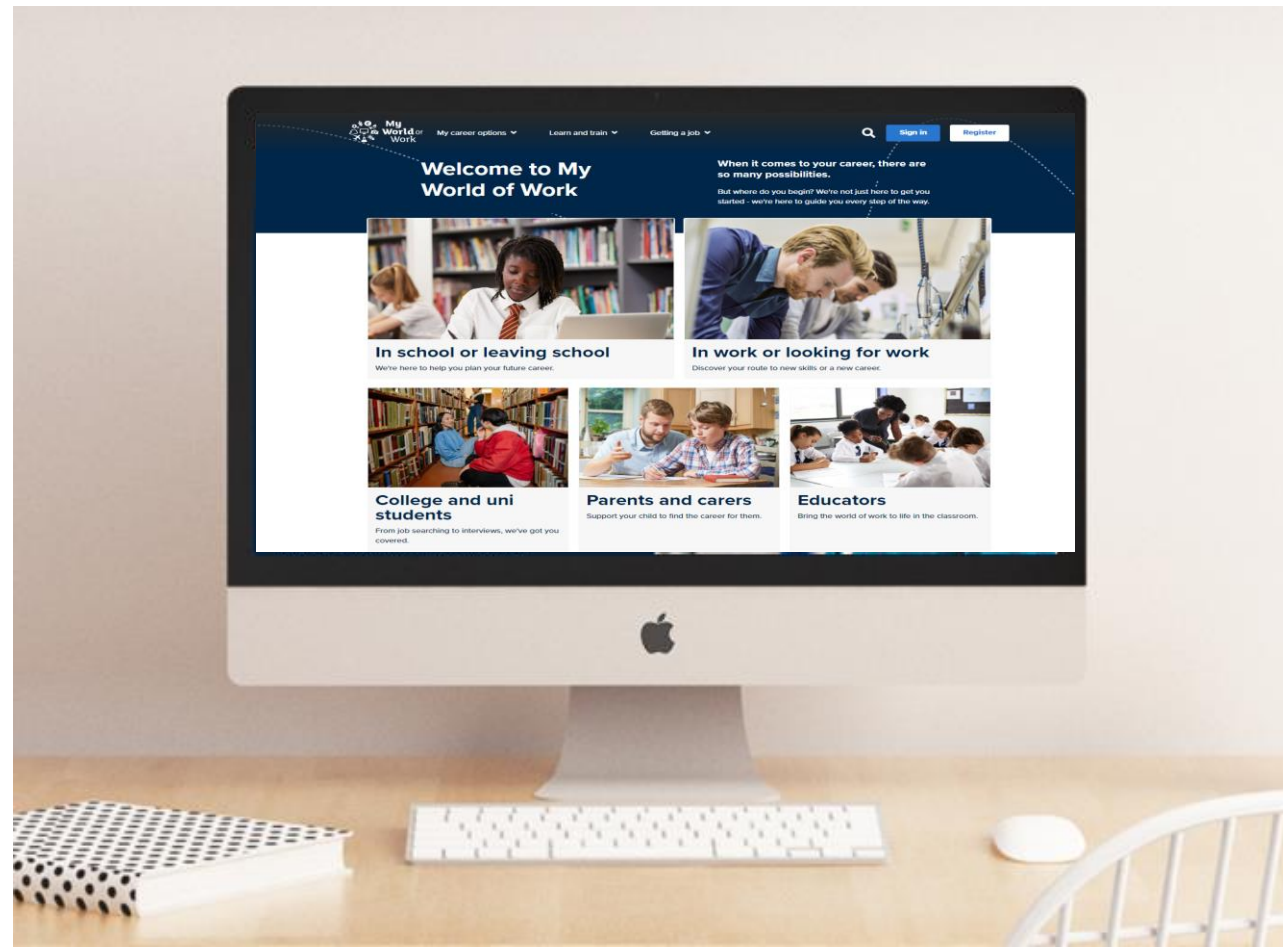 My
World of
Work
My career options
Learn and train
Getting a job
Sign in
Register
Welcome to My
World of Work
When it comes to your career, there are
so many possibilities.
But where do you begin? We're not just here to get you
started - we're here to guide you every step of the way.
In school or leaving school
We're here to help you plan your future career.
In work or looking for work
Discover your route to new skills or a new career.
College and uni
students
From job searching to interviews, we've got you
covered.
Parents and carers
Support your child to find the career for them.
Educators
Bring the world of work to life in the classroom.